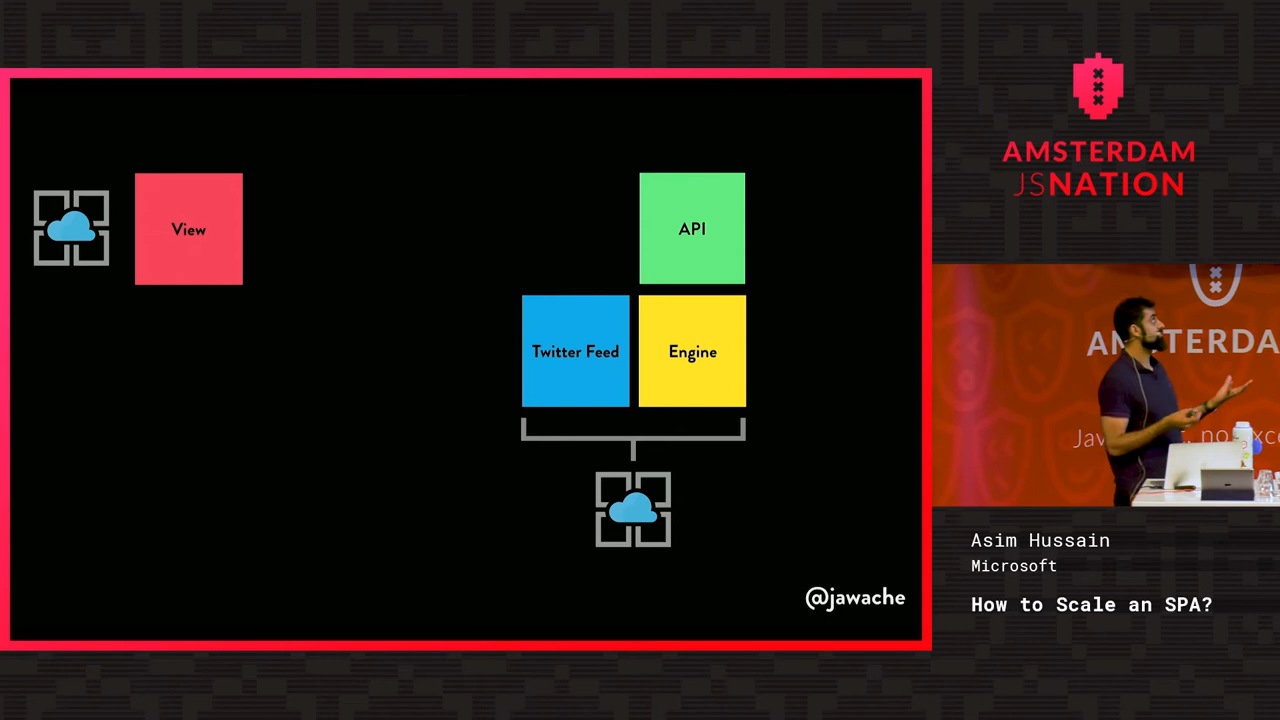 View
API
Twitter Feed
Engine
@jawache
AMSTERDAM
JSNATION
Asim Hussain
Microsoft
How to Scale an SPA?